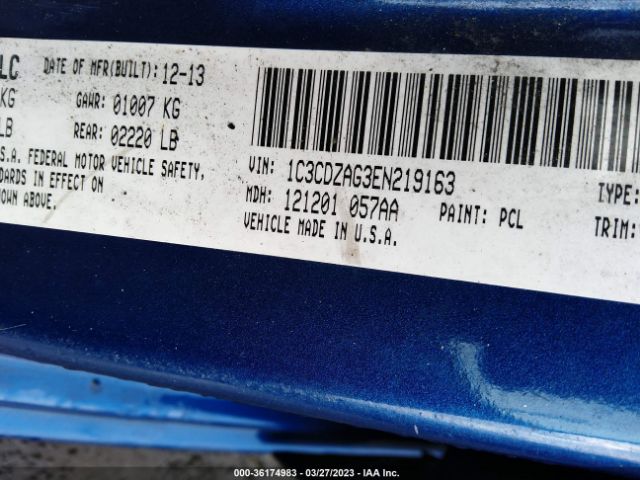 LC DATE OF MFR(BUILT): 12-13
KG GAWR: 01007 KG
LB REAR: 02220 LB
S.A. FEDERAL MOTOR VEHICLE SAFETY,
NDARDS IN EFFECT ON
OWN ABOVE.
VIN: 1C3CDZAG3EN219163 TYPE:
MDH: 121201 057AA PAINT: PCL TRIM:
VEHICLE MADE IN U.S.A.
000-36174983 - 03/27/2023 - IAA Inc.